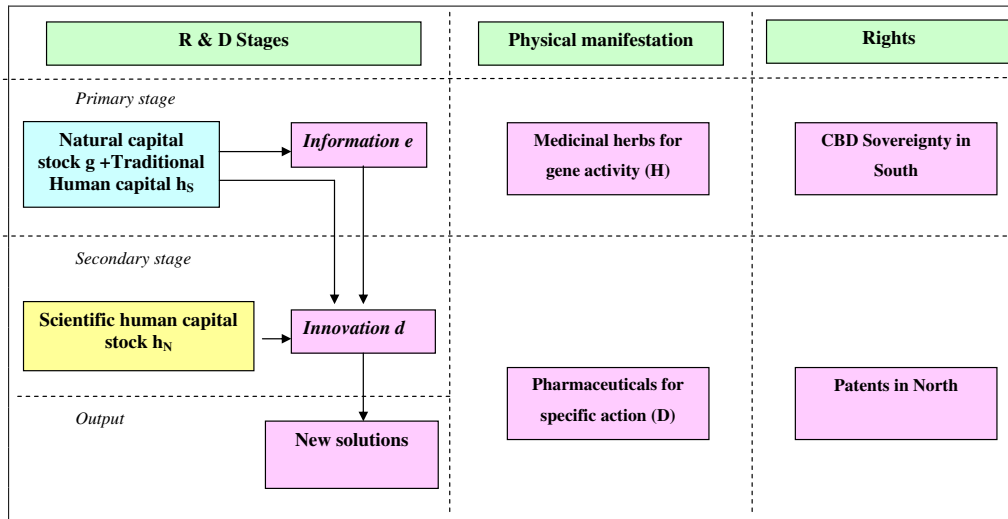 R & D Stages
Physical manifestation
Rights
Primary stage
Natural capital
stock g +Traditional
Human capital hS
Information e
Medicinal herbs for
gene activity (H)
CBD Sovereignty in
South
Secondary stage
Scientific human capital
stock hN
Innovation d
Pharmaceuticals for
specific action (D)
Patents in North
Output
New solutions